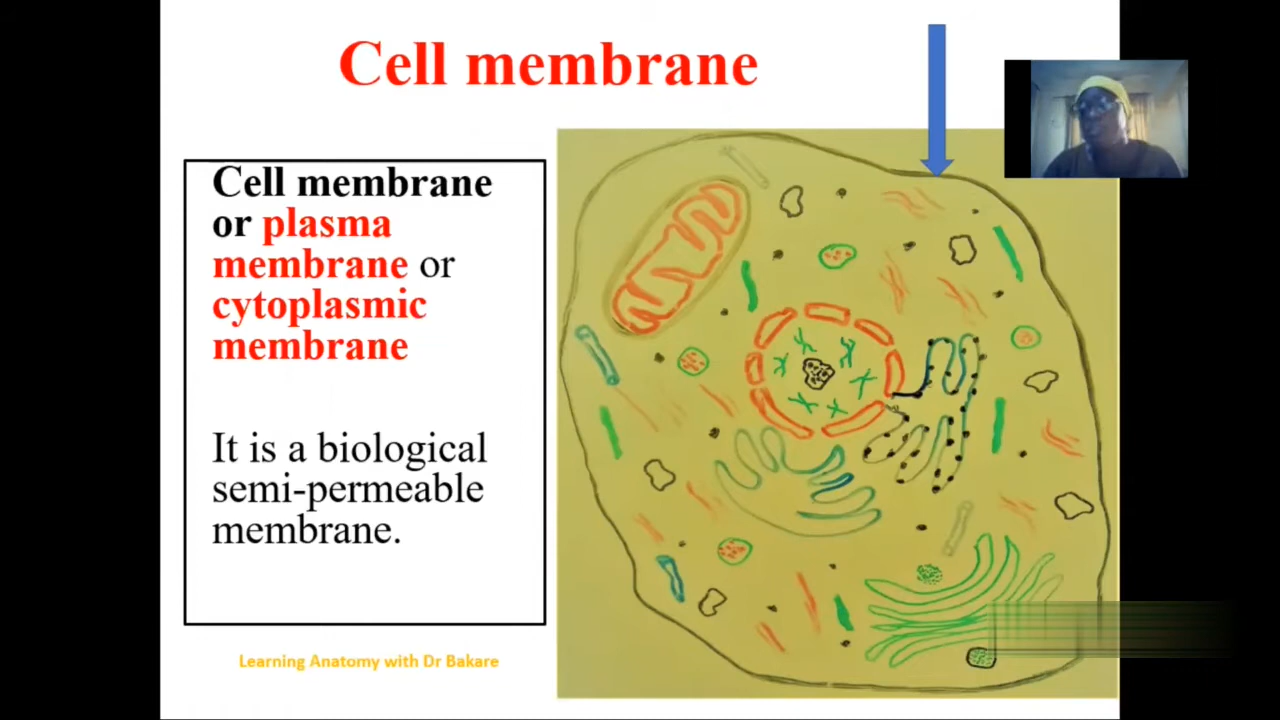 Cell membrane
Cell membrane
or plasma
membrane or
cytoplasmic
membrane
It is a biological
semi-permeable
membrane.
Learning Anatomy with Dr Bakare